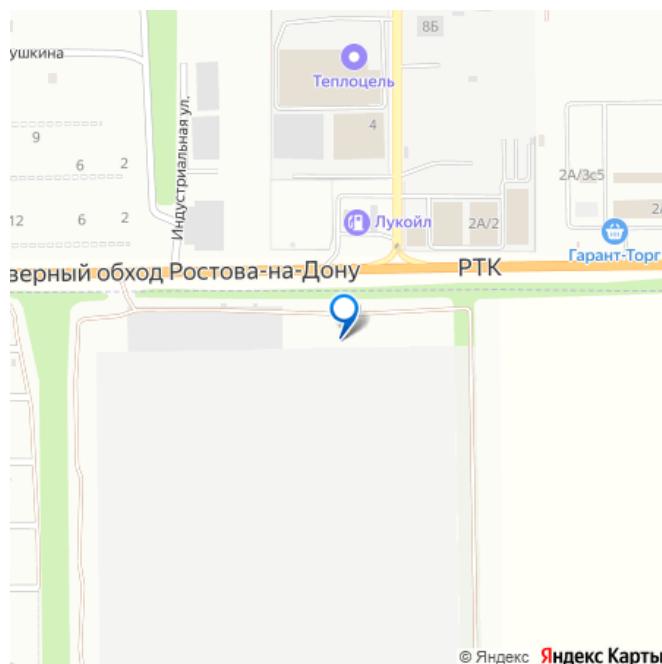 8Б
ушкина
Теплоцель
Индустриальная ул.
4
9
6
2
2А/3с5
12
6
2
2А
Лукойл
2А/2
Гарант-Торг
верный обход Ростова-на-Дону
РТК
© Яндекс Яндекс Карты